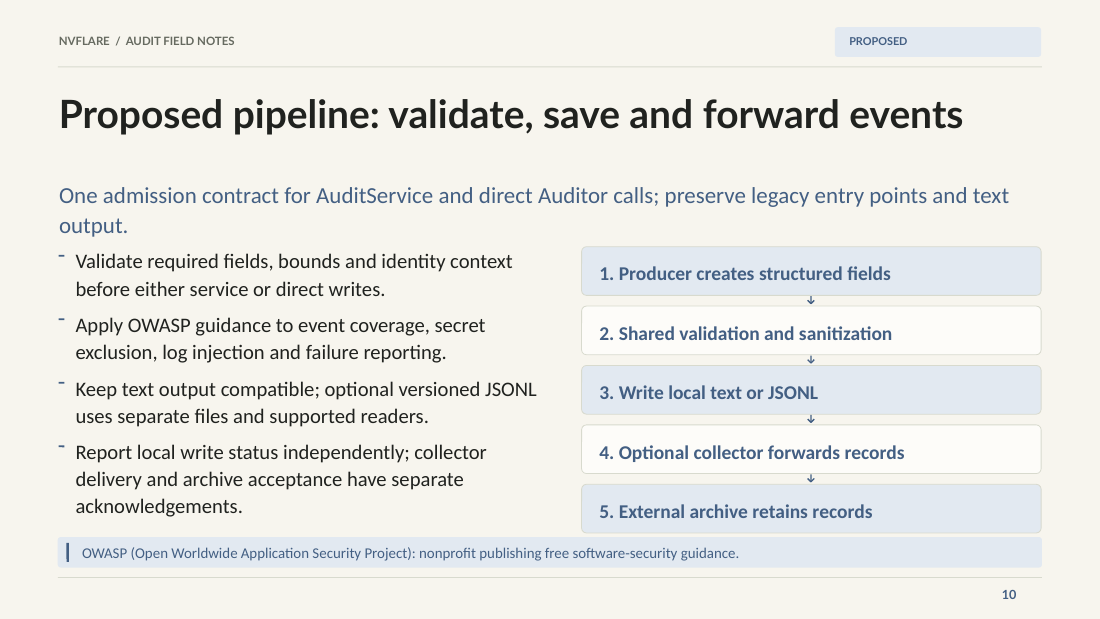 NVFLARE / AUDIT FIELD NOTES
PROPOSED
Proposed pipeline: validate, save and forward events
One admission contract for AuditService and direct Auditor calls; preserve legacy entry points and text
output.
- Validate required fields, bounds and identity context
before either service or direct writes.
- Apply OWASP guidance to event coverage, secret
exclusion, log injection and failure reporting.
- Keep text output compatible; optional versioned JSONL
uses separate files and supported readers.
- Report local write status independently; collector
delivery and archive acceptance have separate
acknowledgements.
1. Producer creates structured fields
↓
2. Shared validation and sanitization
↓
3. Write local text or JSONL
↓
4. Optional collector forwards records
↓
5. External archive retains records
OWASP (Open Worldwide Application Security Project): nonprofit publishing free software-security guidance.
10